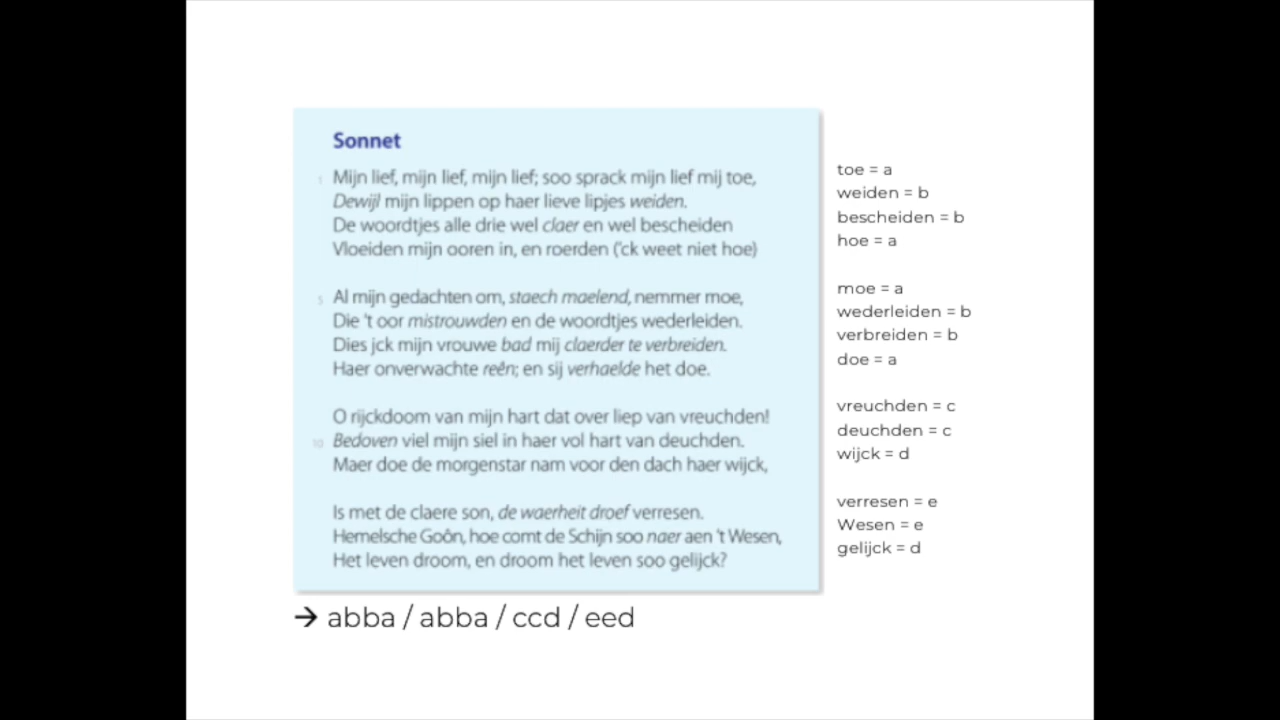 Sonnet
1 Mijn lief, mijn lief, mijn lief; soo sprack mijn lief mij toe,
Dewijl mijn lippen op haer lieve lipjes weiden.
De woordtjes alle drie wel claer en wel bescheiden
Vloeiden mijn ooren in, en roerden ('ck weet niet hoe)
5 Al mijn gedachten om, staech maelend, nemmer moe,
Die 't oor mistrouwden en de woordtjes wederleiden.
Dies jck mijn vrouwe bad mij claerder te verbreiden.
Haer onverwachte reên; en sij verhaelde het doe.
O rijckdoom van mijn hart dat over liep van vreuchden!
10 Bedoven viel mijn siel in haer vol hart van deuchden.
Maer doe de morgenstar nam voor den dach haer wijck,
Is met de claere son, de waerheit droef verresen.
Hemelsche Goôn, hoe comt de Schijn soo naer aen 't Wesen,
Het leven droom, en droom het leven soo gelijck?
toe = a
weiden = b
bescheiden = b
hoe = a
moe = a
wederleiden = b
verbreiden = b
doe = a
vreuchden = c
deuchden = c
wijck = d
verresen = e
Wesen = e
gelijck = d
→ abba / abba / ccd / eed